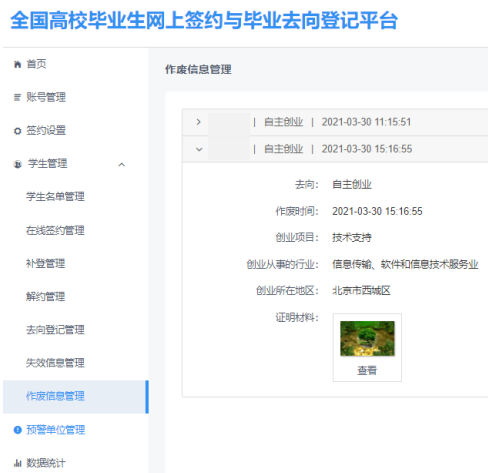 全国高校毕业生网上签约与毕业去向登记平台
首页
账号管理
签约设置
学生管理
学生名单管理
在线签约管理
补登管理
解约管理
去向登记管理
失效信息管理
作废信息管理
预警单位管理
数据统计
作废信息管理
| 自主创业 | 2021-03-30 11:15:51
| 自主创业 | 2021-03-30 15:16:55
去向： 自主创业
作废时间： 2021-03-30 15:16:55
创业项目： 技术支持
创业从事的行业： 信息传输、软件和信息技术服务业
创业所在地区： 北京市西城区
证明材料：
查看